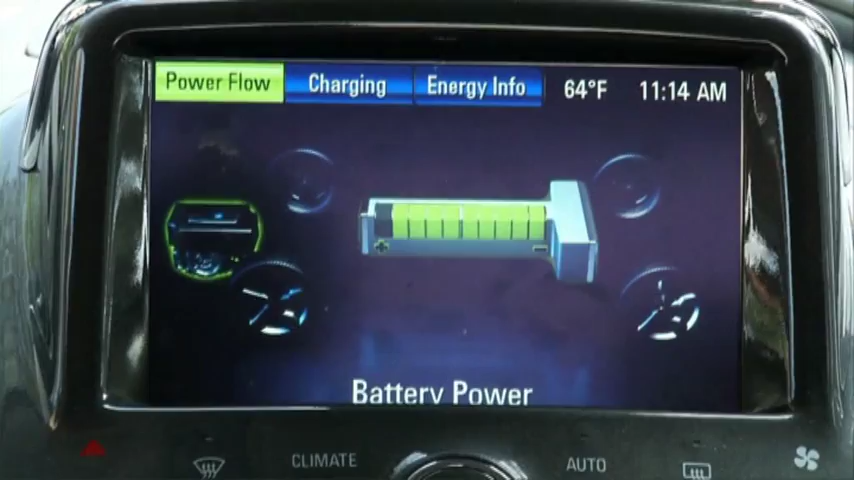 Power Flow Charging Energy Info 64°F 11:14 AM
Battery Power
CLIMATE AUTO